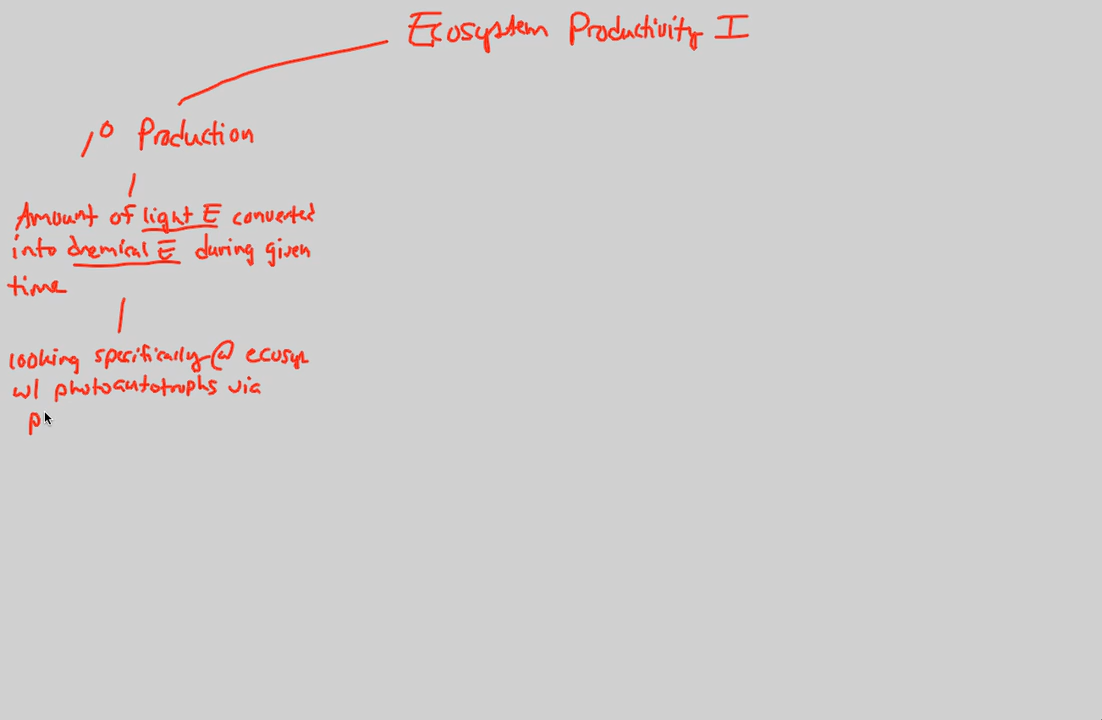 Ecosystem Productivity I
1° Production
Amount of light E converted
into chemical E during given
time
looking specifically @ ecosys
w/ photoautotrophs via
p